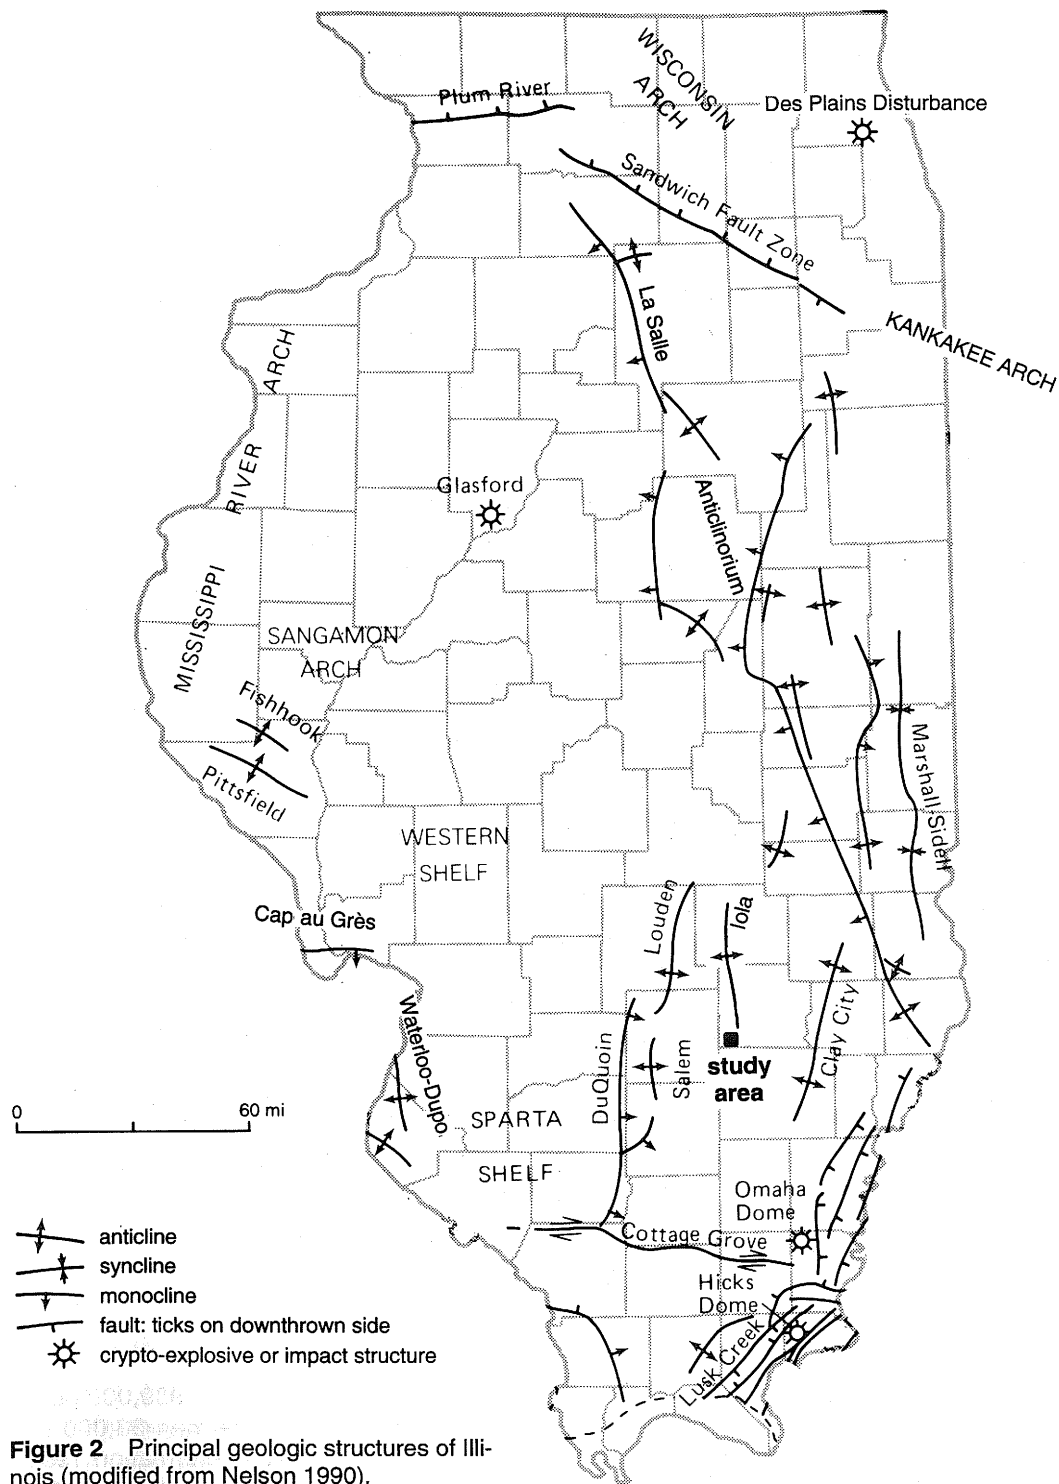 WISCONSIN
ARCH
Plum River
Des Plains Disturbance
Sandwich Fault Zone
La Salle
KANKAKEE ARCH
MISSISSIPPI
RIVER
ARCH
Glasford
Anticlinorium
SANGAMON
ARCH
Fishhook
Pittsfield
Marshall-Sidell
WESTERN
SHELF
Cap au Grès
Louden
Iola
Waterloo-Dupo
DuQuoin
Salem
study
area
Clay City
0
60 mi
SPARTA
SHELF
Omaha
Dome
Cottage Grove
Hicks
Dome
Lusk Creek
anticline
syncline
monocline
fault: ticks on downthrown side
crypto-explosive or impact structure
Figure 2 Principal geologic structures of Illi-
nois (modified from Nelson 1990).